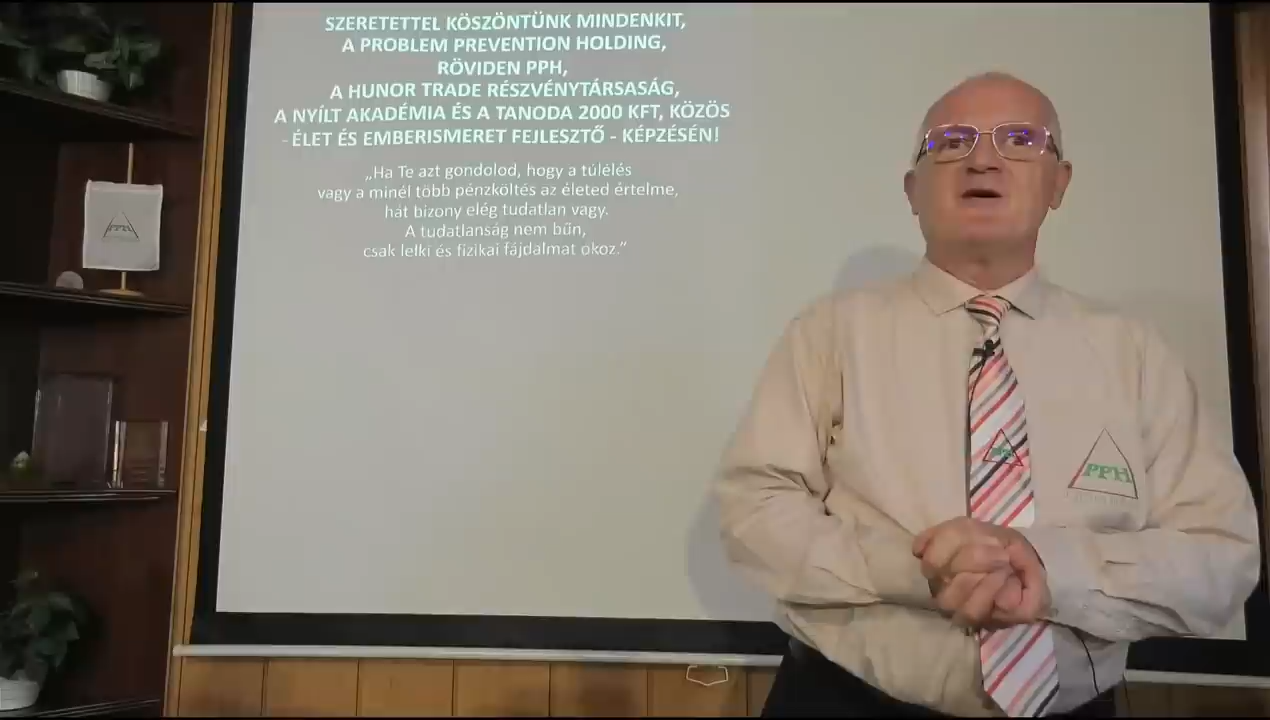 SZERETETTEL KÖSZÖNTÜNK MINDENKIT,
A PROBLEM PREVENTION HOLDING,
RÖVIDEN PPH,
A HUNOR TRADE RÉSZVÉNYTÁRSASÁG,
A NYÍLT AKADÉMIA ÉS A TANODA 2000 KFT, KÖZÖS
- ÉLET ÉS EMBERISMERET FEJLESZTŐ - KÉPZÉSÉN!
„Ha Te azt gondolod, hogy a túlélés
vagy a minél több pénzköltés az életed értelme,
hát bizony elég tudatlan vagy.
A tudatlanság nem bűn,
csak lelki és fizikai fájdalmat okoz.”
PPH